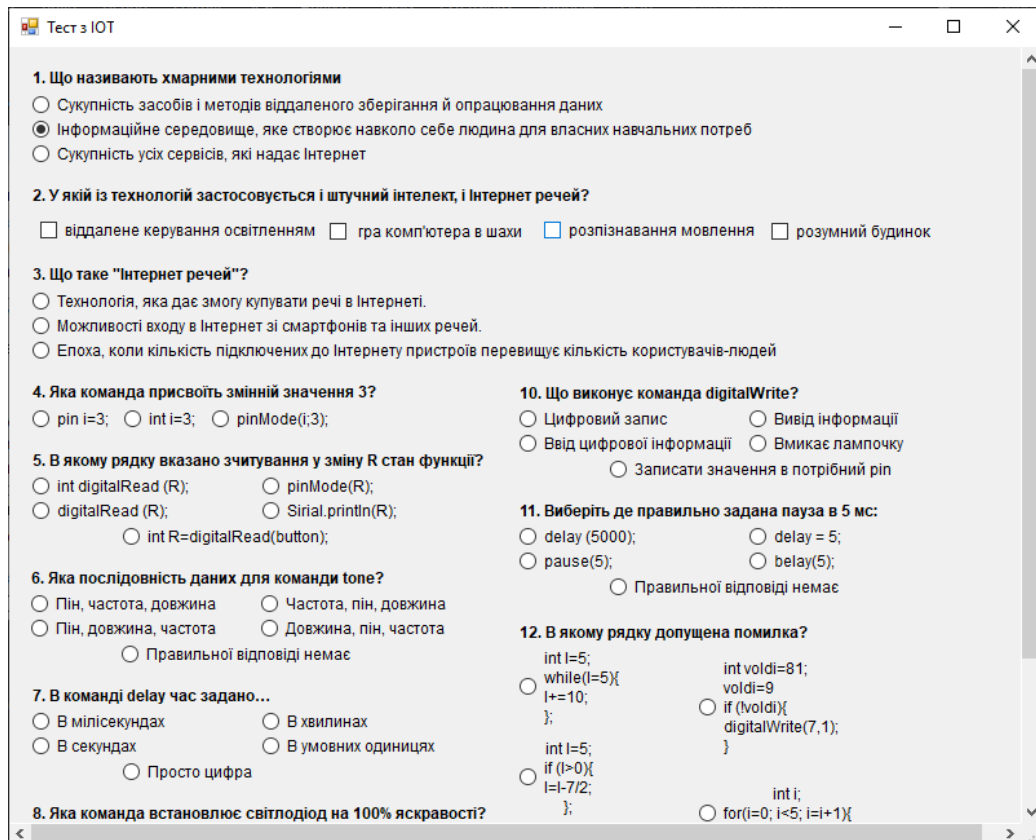 Тест з ІОТ
1. Що називають хмарними технологіями
Сукупність засобів і методів віддаленого зберігання й опрацювання даних
Інформаційне середовище, яке створює навколо себе людина для власних навчальних потреб
Сукупність усіх сервісів, які надає Інтернет
2. У якій із технологій застосовується і штучний інтелект, і Інтернет речей?
віддалене керування освітленням гра комп'ютера в шахи розпізнавання мовлення розумний будинок
3. Що таке "Інтернет речей"?
Технологія, яка дає змогу купувати речі в Інтернеті.
Можливості входу в Інтернет зі смартфонів та інших речей.
Епоха, коли кількість підключених до Інтернету пристроїв перевищує кількість користувачів-людей
4. Яка команда присвоїть змінній значення 3?
pin i=3; int i=3; pinMode(i;3);
5. В якому рядку вказано зчитування у зміну R стан функції?
int digitalRead (R); pinMode(R);
digitalRead (R); Sirial.println(R);
int R=digitalRead(button);
6. Яка послідовність даних для команди tone?
Пін, частота, довжина Частота, пін, довжина
Пін, довжина, частота Довжина, пін, частота
Правильної відповіді немає
7. В команді delay час задано...
В мілісекундах В хвилинах
В секундах В умовних одиницях
Просто цифра
8. Яка команда встановлює світлодіод на 100% яскравості?
10. Що виконує команда digitalWrite?
Цифровий запис Вивід інформації
Ввід цифрової інформації Вмикає лампочку
Записати значення в потрібний pin
11. Виберіть де правильно задана пауза в 5 мс:
delay (5000); delay = 5;
pause(5); belay(5);
Правильної відповіді немає
12. В якому рядку допущена помилка?
int l=5;
while(l=5){
l+=10;
};
int voldi=81;
voldi=9
if (!voldi){
digitalWrite(7,1);
}
int l=5;
if (l>0){
l=l-7/2;
};
int i;
for(i=0; i<5; i=i+1){